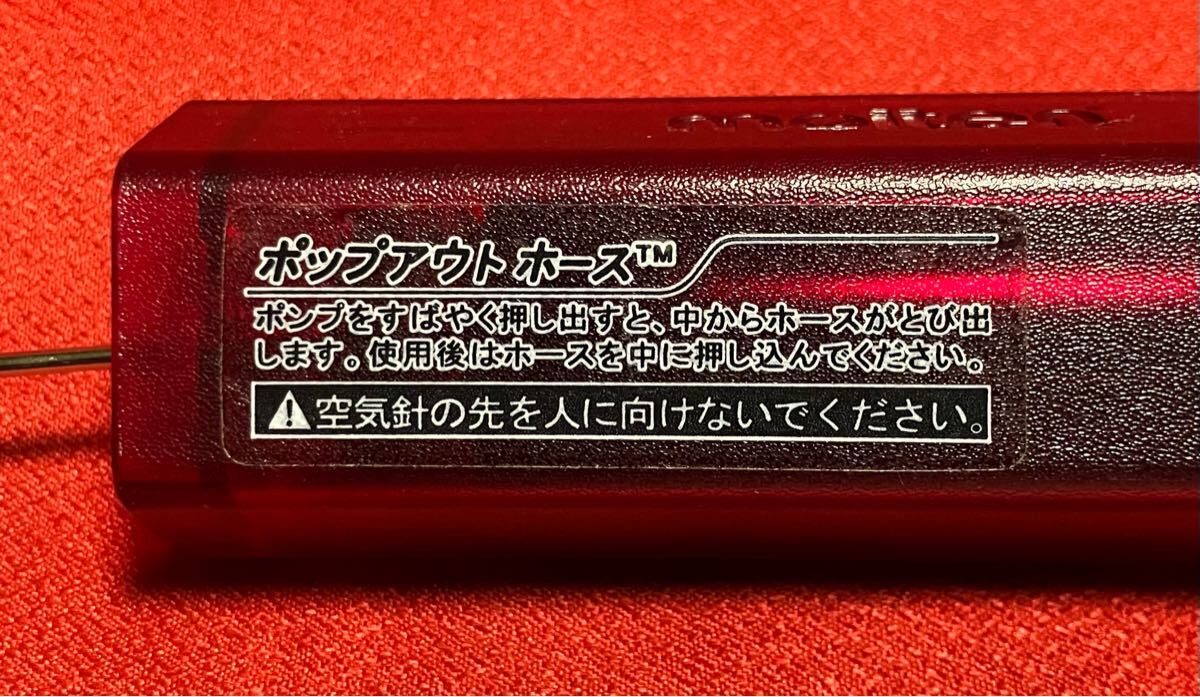 molten
ポップアウト ホース™
ポンプをすばやく押し出すと、中からホースがとび出
します。使用後はホースを中に押し込んでください。
⚠空気針の先を人に向けないでください。